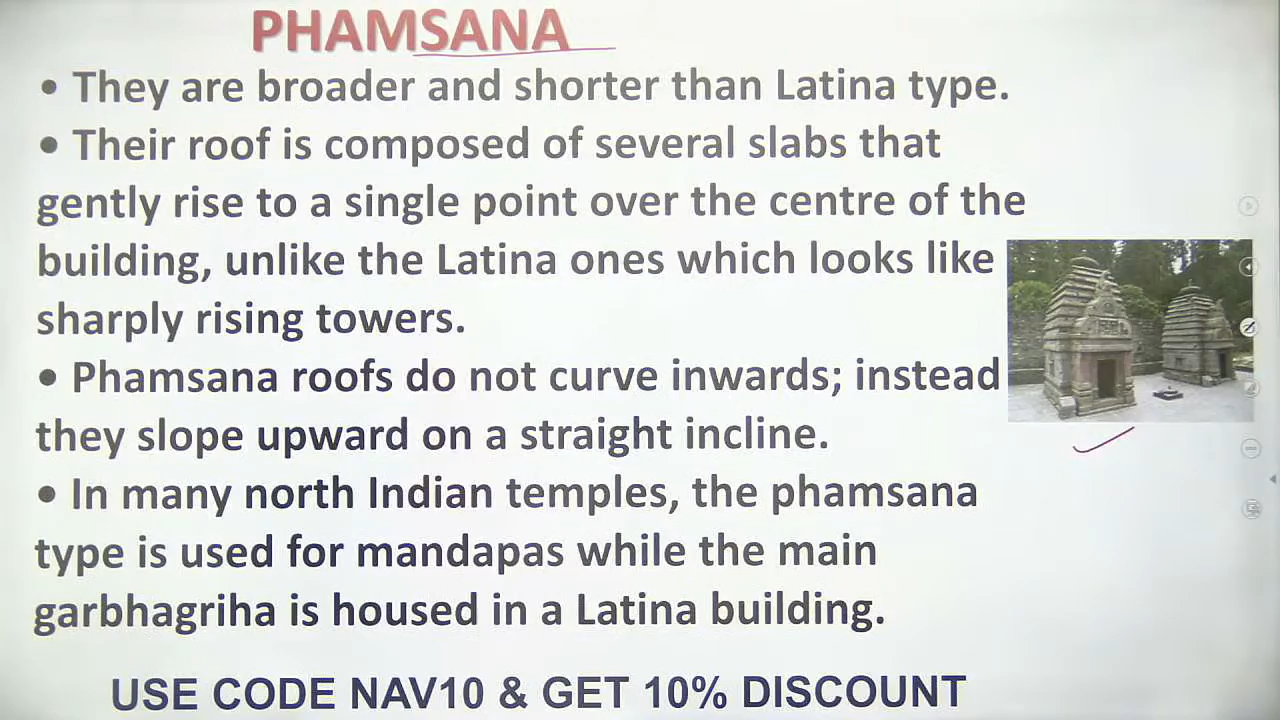 PHAMSANA
• They are broader and shorter than Latina type.
• Their roof is composed of several slabs that
gently rise to a single point over the centre of the
building, unlike the Latina ones which looks like
sharply rising towers.
• Phamsana roofs do not curve inwards; instead
they slope upward on a straight incline.
• In many north Indian temples, the phamsana
type is used for mandapas while the main
garbhagriha is housed in a Latina building.
USE CODE NAV10 & GET 10% DISCOUNT